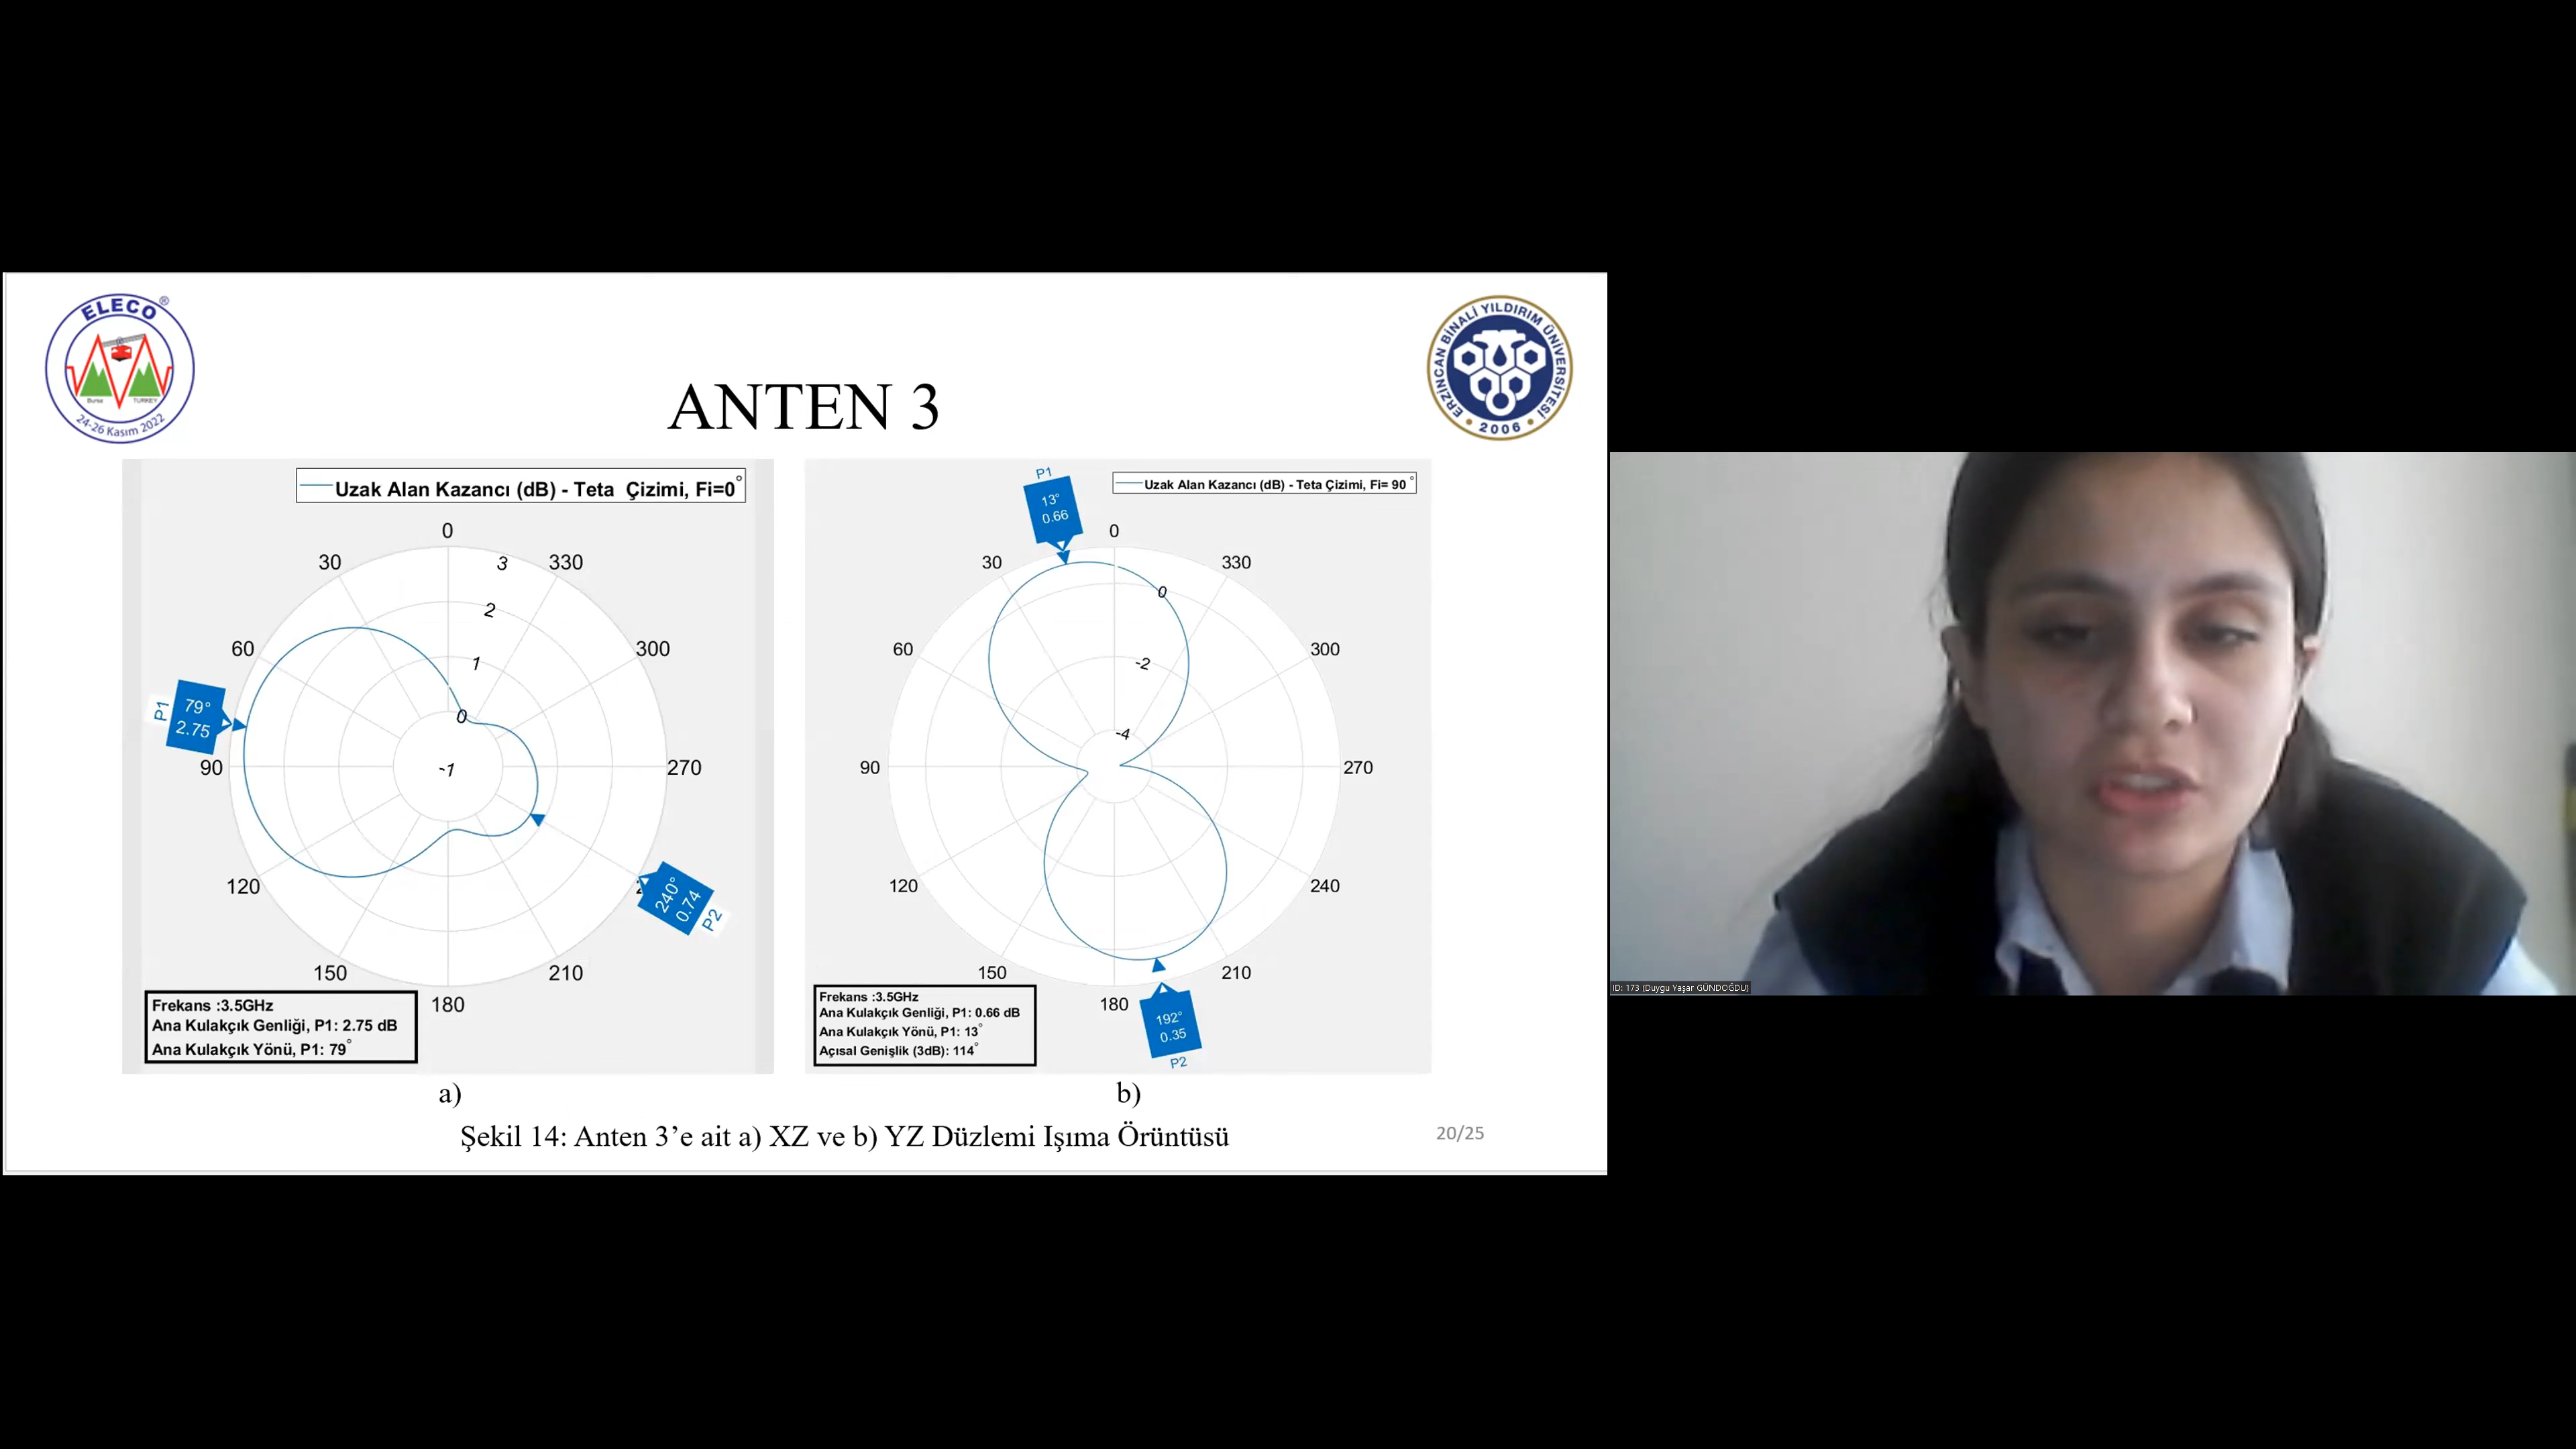 ELECO®
Bursa TURKEY
24-26 Kasım 2022
ERZİNCAN BİNALİ YILDIRIM ÜNİVERSİTESİ
• 2006 •
ANTEN 3
Uzak Alan Kazancı (dB) - Teta Çizimi, Fi=0°
0
30
330
3
2
60
300
1
0
P1
79°
2.75
90
-1
270
120
240°
0.74
P2
150
210
180
Frekans :3.5GHz
Ana Kulakçık Genliği, P1: 2.75 dB
Ana Kulakçık Yönü, P1: 79°
a)
P1
13°
0.66
Uzak Alan Kazancı (dB) - Teta Çizimi, Fi= 90°
0
30
330
0
60
300
-2
-4
90
270
120
240
150
210
180
192°
0.35
P2
Frekans :3.5GHz
Ana Kulakçık Genliği, P1: 0.66 dB
Ana Kulakçık Yönü, P1: 13°
Açısal Genişlik (3dB): 114°
b)
Şekil 14: Anten 3’e ait a) XZ ve b) YZ Düzlemi Işıma Örüntüsü
20/25
ID: 173 (Duygu Yaşar GÜNDOĞDU)